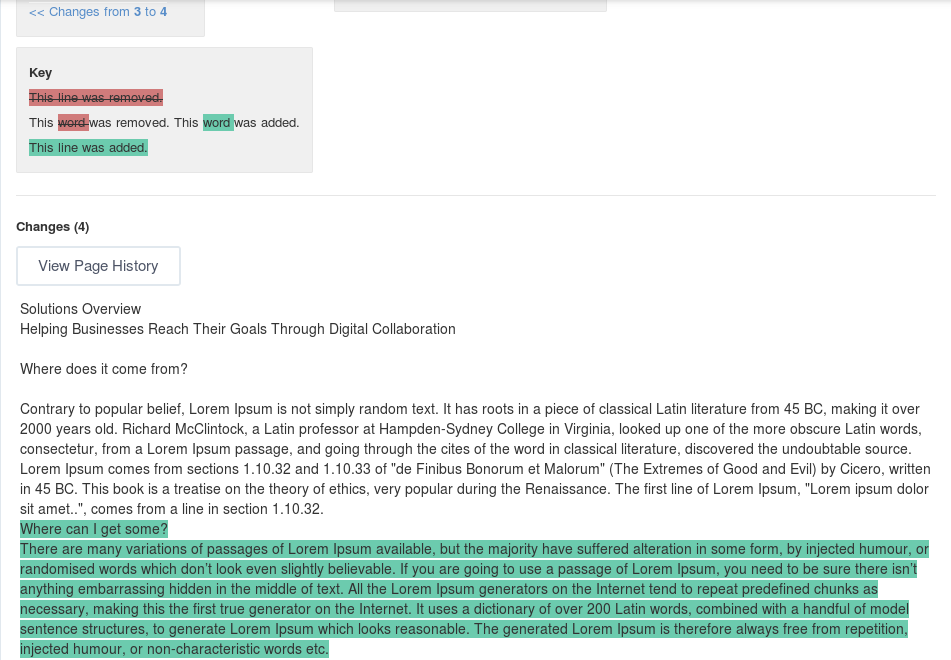 << Changes from 3 to 4
Key
This line was removed.
This word was removed. This word was added.
This line was added.
Changes (4)
View Page History
Solutions Overview
Helping Businesses Reach Their Goals Through Digital Collaboration
Where does it come from?
Contrary to popular belief, Lorem Ipsum is not simply random text. It has roots in a piece of classical Latin literature from 45 BC, making it over
2000 years old. Richard McClintock, a Latin professor at Hampden-Sydney College in Virginia, looked up one of the more obscure Latin words,
consectetur, from a Lorem Ipsum passage, and going through the cites of the word in classical literature, discovered the undoubtable source.
Lorem Ipsum comes from sections 1.10.32 and 1.10.33 of "de Finibus Bonorum et Malorum" (The Extremes of Good and Evil) by Cicero, written
in 45 BC. This book is a treatise on the theory of ethics, very popular during the Renaissance. The first line of Lorem Ipsum, "Lorem ipsum dolor
sit amet..", comes from a line in section 1.10.32.
Where can I get some?
There are many variations of passages of Lorem Ipsum available, but the majority have suffered alteration in some form, by injected humour, or
randomised words which don't look even slightly believable. If you are going to use a passage of Lorem Ipsum, you need to be sure there isn't
anything embarrassing hidden in the middle of text. All the Lorem Ipsum generators on the Internet tend to repeat predefined chunks as
necessary, making this the first true generator on the Internet. It uses a dictionary of over 200 Latin words, combined with a handful of model
sentence structures, to generate Lorem Ipsum which looks reasonable. The generated Lorem Ipsum is therefore always free from repetition,
injected humour, or non-characteristic words etc.